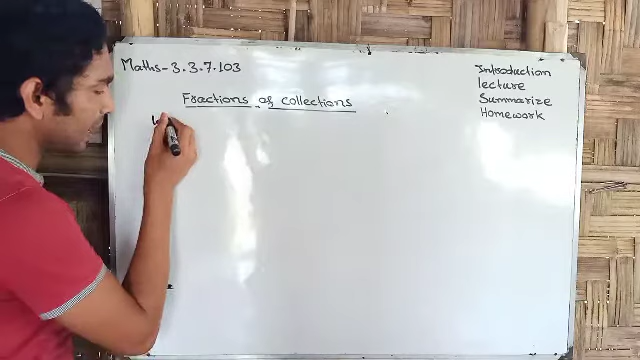 Maths-3.3.7.103
Fractions of collections
Introduction
lecture
Summarize
Homework